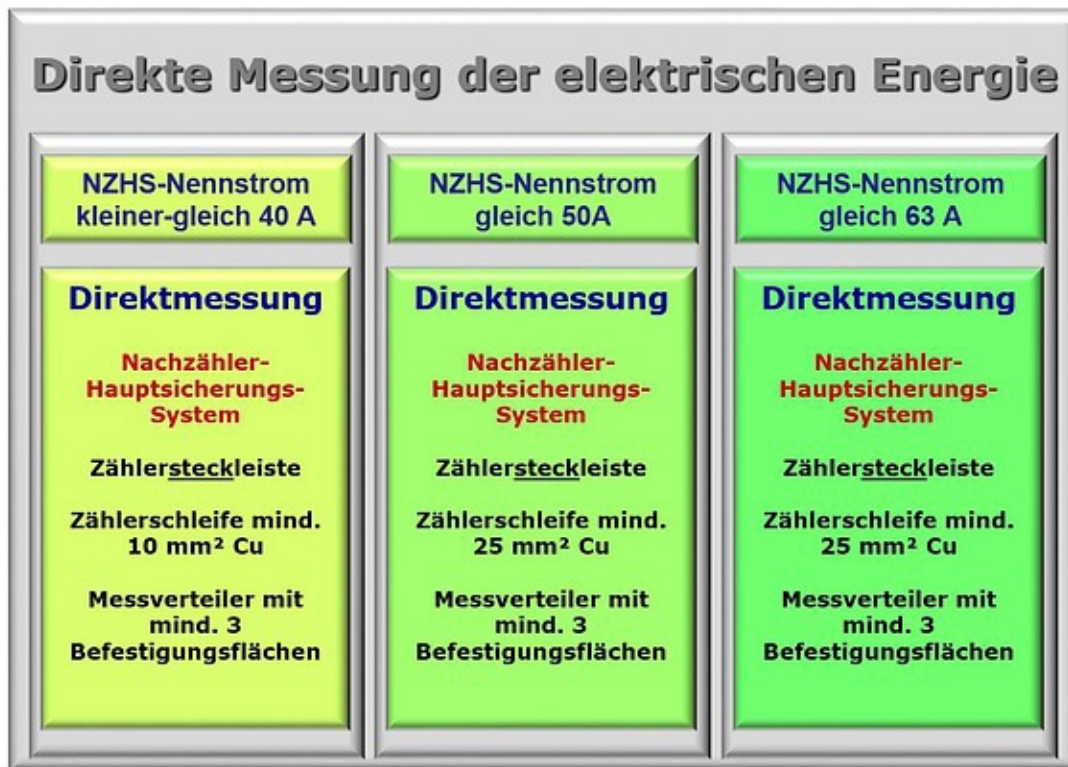 Direkte Messung der elektrischen Energie
NZHS-Nennstrom
kleiner-gleich 40 A
Direktmessung
Nachzähler-
Hauptsicherungs-
System
Zählersteckleiste
Zählerschleife mind.
10 mm² Cu
Messverteiler mit
mind. 3
Befestigungsflächen
NZHS-Nennstrom
gleich 50A
Direktmessung
Nachzähler-
Hauptsicherungs-
System
Zählersteckleiste
Zählerschleife mind.
25 mm² Cu
Messverteiler mit
mind. 3
Befestigungsflächen
NZHS-Nennstrom
gleich 63 A
Direktmessung
Nachzähler-
Hauptsicherungs-
System
Zählersteckleiste
Zählerschleife mind.
25 mm² Cu
Messverteiler mit
mind. 3
Befestigungsflächen